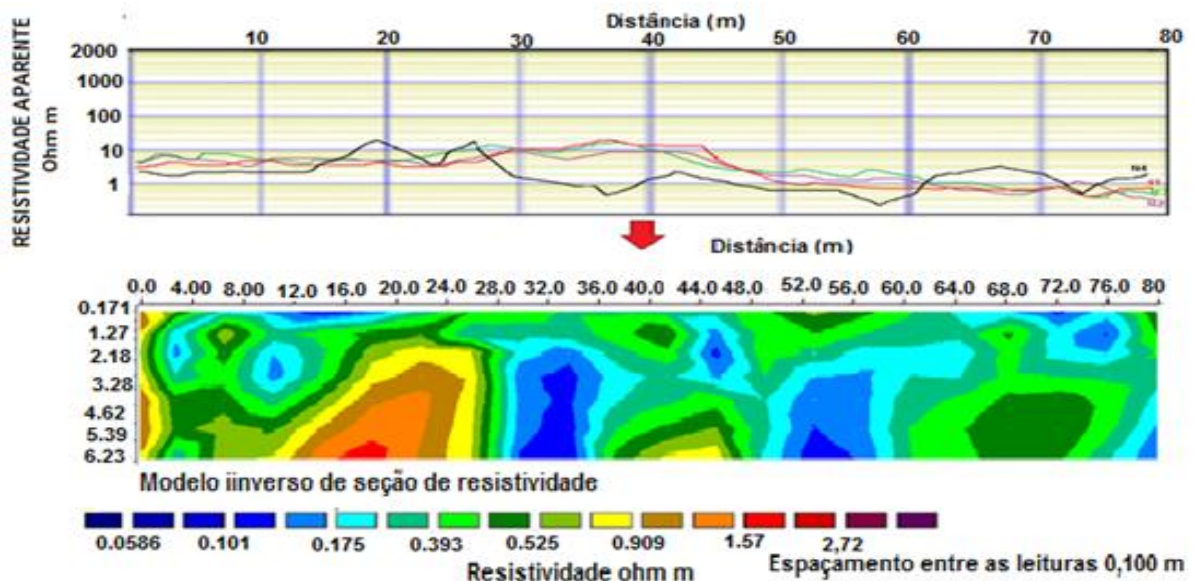 Distância (m)
10 20 30 40 50 60 70 80
RESISTIVIDADE APARENTE
Ohm m
2000
1000
100
10
1
N4
Distância (m)
0.0 4.00 8.00 12.0 16.0 20.0 24.0 28.0 32.0 36.0 40.0 44.0 48.0 52.0 56.0 60.0 64.0 68.0 72.0 76.0 80
0.171
1.27
2.18
3.28
4.62
5.39
6.23
Modelo iinverso de seção de resistividade
0.0586 0.101 0.175 0.393 0.525 0.909 1.57 2,72
Resistividade ohm m
Espaçamento entre as leituras 0,100 m